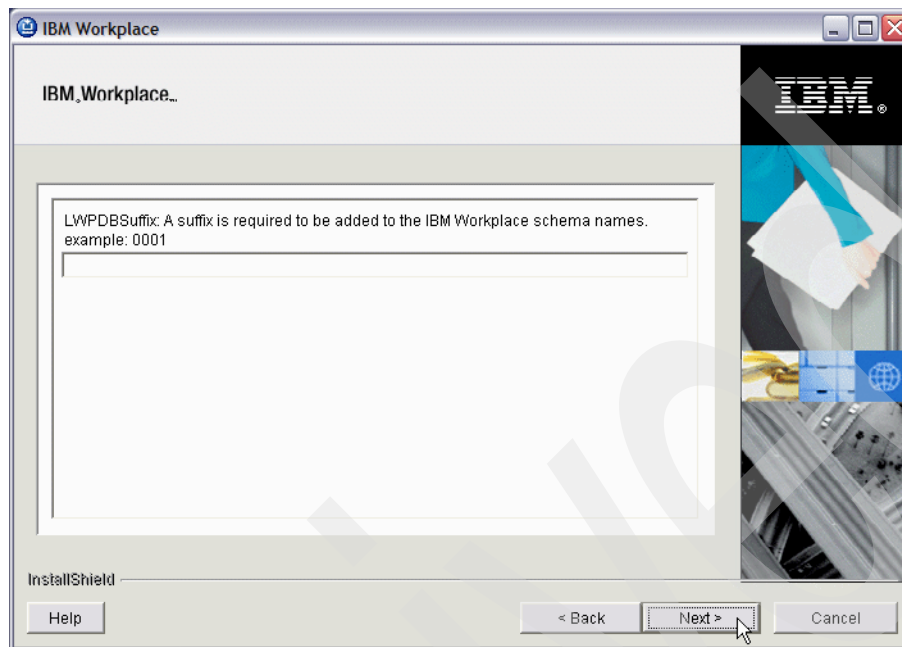 IBM Workplace
IBM Workplace™
IBM®
LWPDBSuffix: A suffix is required to be added to the IBM Workplace schema names.
example: 0001
InstallShield
Help
< Back
Next >
Cancel